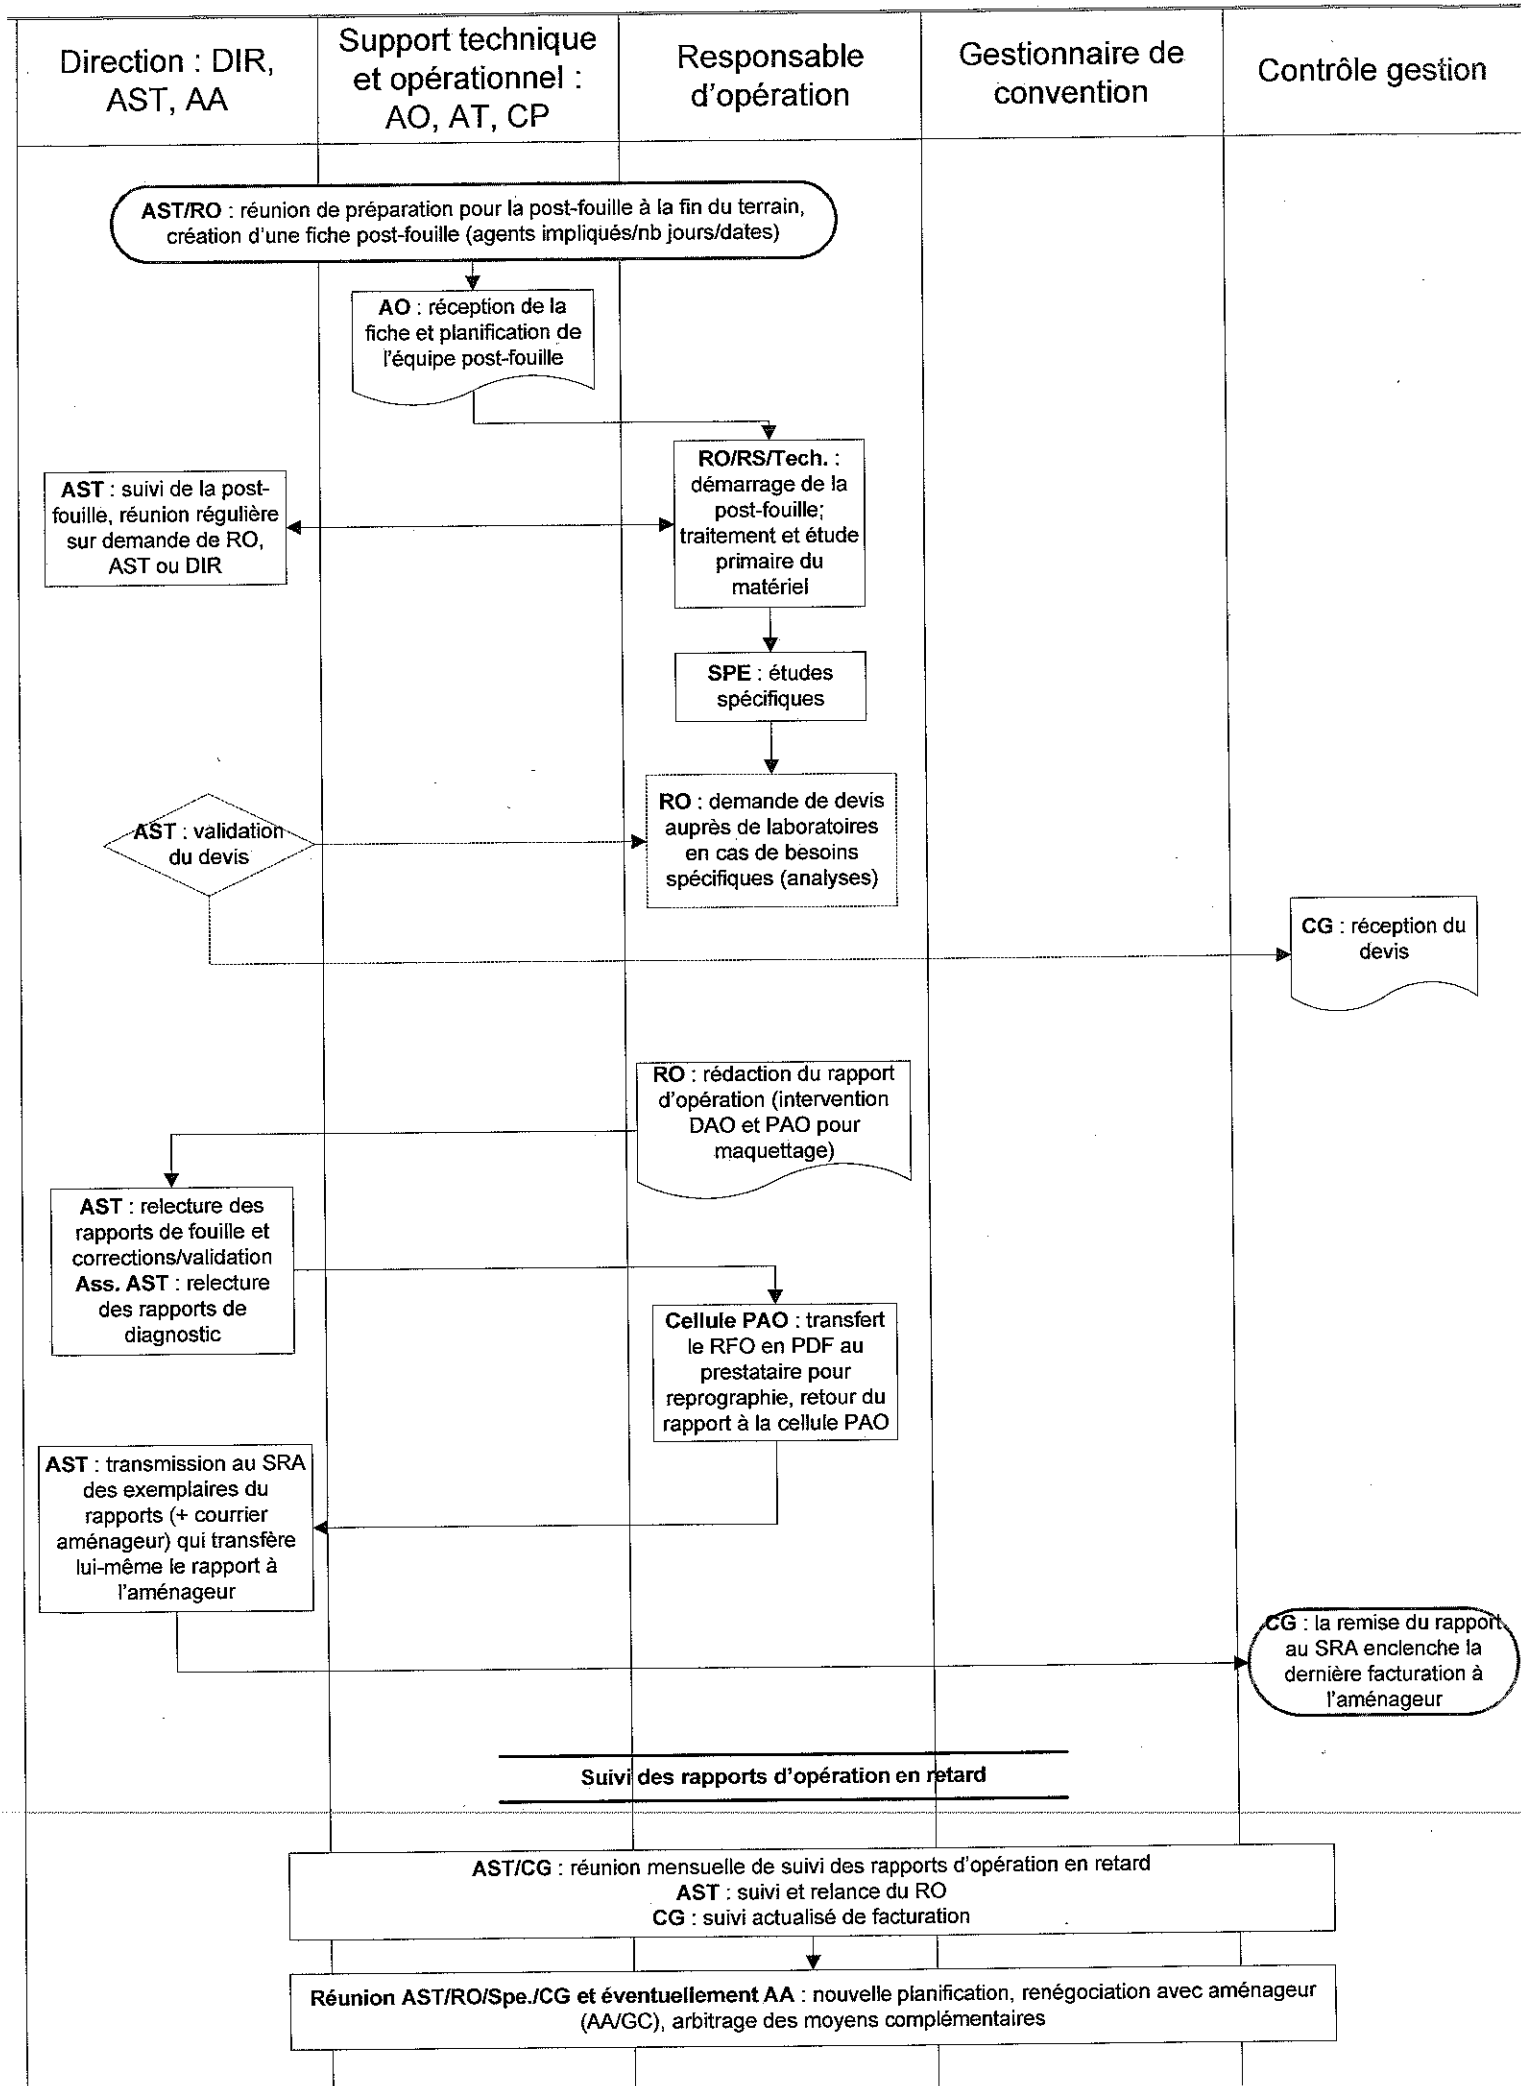 Direction : DIR,
AST, AA
Support technique
et opérationnel :
AO, AT, CP
Responsable
d'opération
Gestionnaire de
convention
Contrôle gestion
AST/RO : réunion de préparation pour la post-fouille à la fin du terrain,
création d'une fiche post-fouille (agents impliqués/nb jours/dates)
AO : réception de la
fiche et planification de
l'équipe post-fouille
RO/RS/Tech. :
démarrage de la
post-fouille;
traitement et étude
primaire du
matériel
AST : suivi de la post-
fouille, réunion régulière
sur demande de RO,
AST ou DIR
SPE : études
spécifiques
RO : demande de devis
auprès de laboratoires
en cas de besoins
spécifiques (analyses)
AST : validation
du devis
CG : réception du
devis
RO : rédaction du rapport
d'opération (intervention
DAO et PAO pour
maquettage)
AST : relecture des
rapports de fouille et
corrections/validation
Ass. AST : relecture
des rapports de
diagnostic
Cellule PAO : transfert
le RFO en PDF au
prestataire pour
reprographie, retour du
rapport à la cellule PAO
AST : transmission au SRA
des exemplaires du
rapports (+ courrier
aménageur) qui transfère
lui-même le rapport à
l'aménageur
CG : la remise du rapport
au SRA enclenche la
dernière facturation à
l'aménageur
Suivi des rapports d'opération en retard
AST/CG : réunion mensuelle de suivi des rapports d'opération en retard
AST : suivi et relance du RO
CG : suivi actualisé de facturation
Réunion AST/RO/Spe./CG et éventuellement AA : nouvelle planification, renégociation avec aménageur
(AA/GC), arbitrage des moyens complémentaires